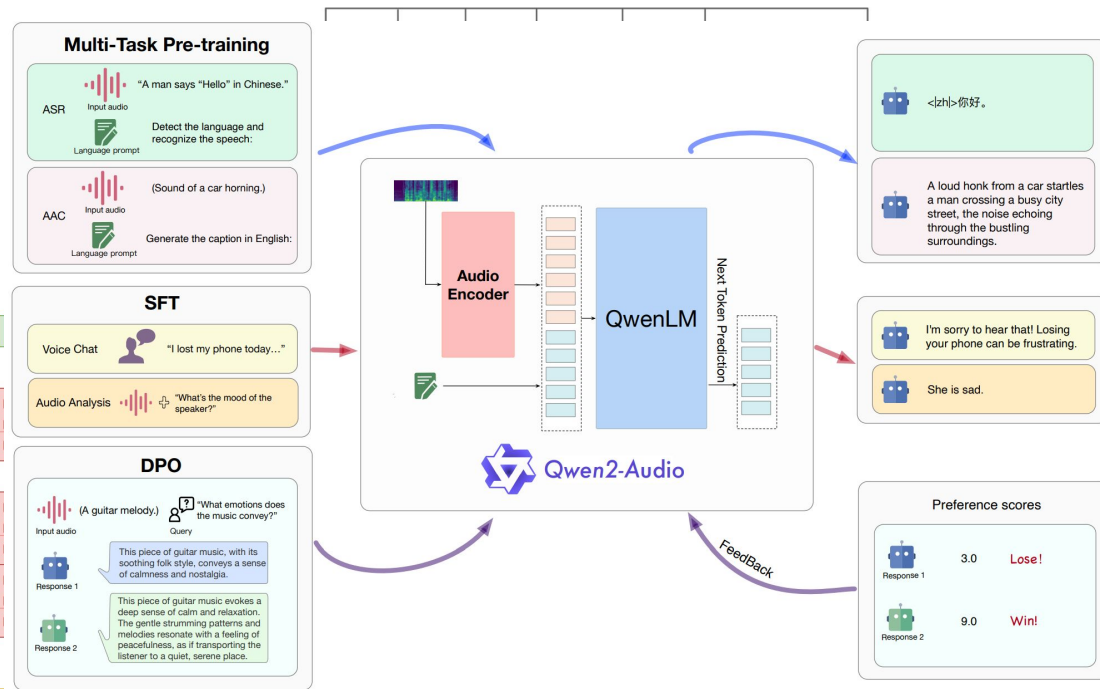 Multi-Task Pre-training
ASR
Input audio
“A man says “Hello” in Chinese.”
Language prompt
Detect the language and
recognize the speech:
AAC
Input audio
(Sound of a car horning.)
Language prompt
Generate the caption in English:
SFT
Voice Chat
“I lost my phone today…”
Audio Analysis
“What's the mood of the
speaker?”
DPO
Input audio
(A guitar melody.)
Query
“What emotions does
the music convey?”
Response 1
This piece of guitar music, with its
soothing folk style, conveys a sense
of calmness and nostalgia.
Response 2
This piece of guitar music evokes a
deep sense of calm and relaxation.
The gentle strumming patterns and
melodies resonate with a feeling of
peacefulness, as if transporting the
listener to a quiet, serene place.
Audio
Encoder
QwenLM
Next Token Prediction
Qwen2-Audio
FeedBack
<|zh|>你好。
A loud honk from a car startles
a man crossing a busy city
street, the noise echoing
through the bustling
surroundings.
I'm sorry to hear that! Losing
your phone can be frustrating.
She is sad.
Preference scores
Response 1
3.0
Lose!
Response 2
9.0
Win!